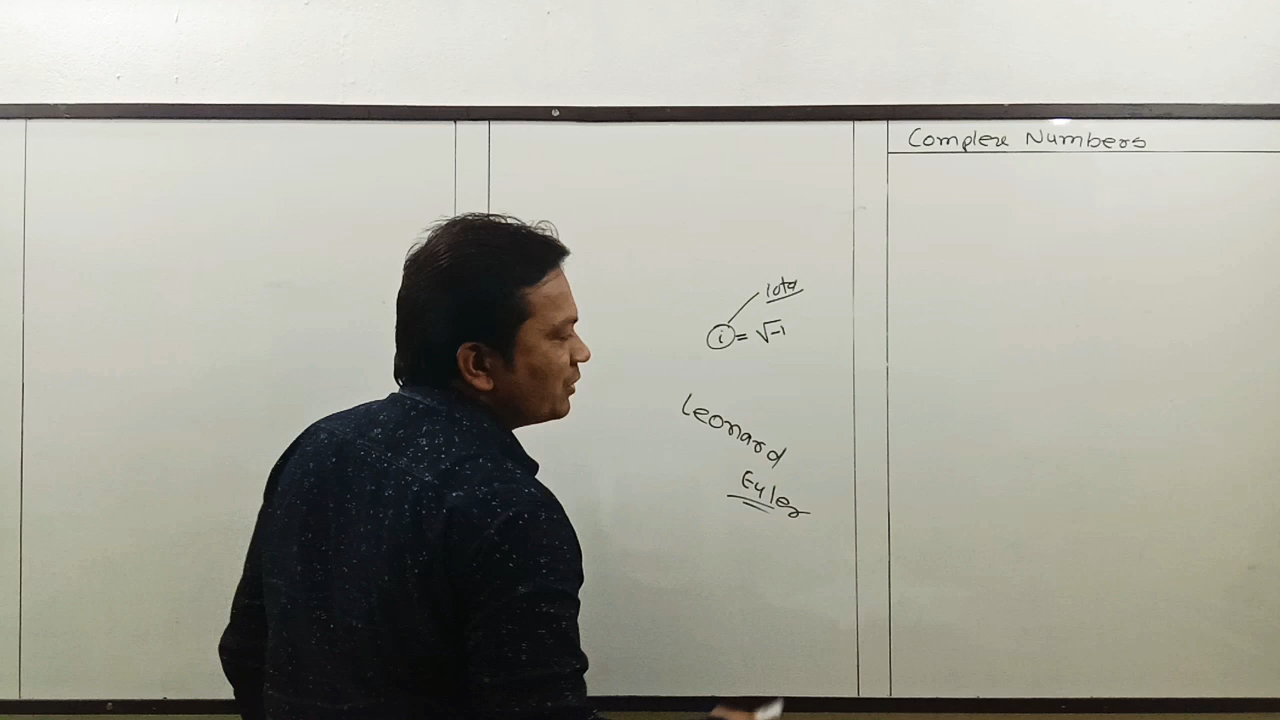 Complex Numbers
iota
i = √-1
Leonard
Euler